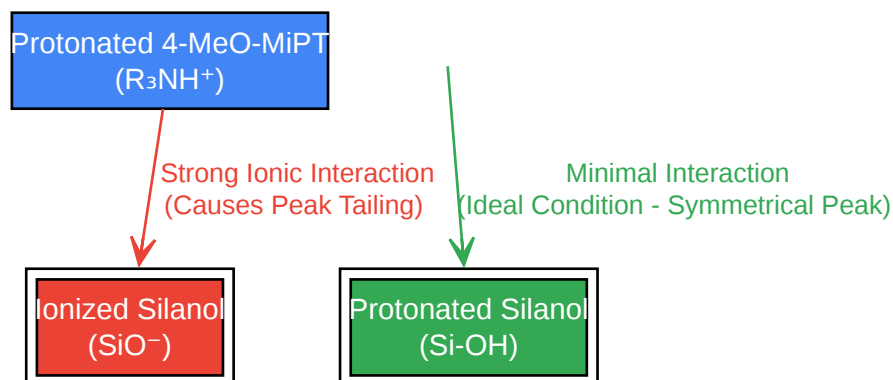 Protonated 4-MeO-MiPT
(R₃NH⁺)
Strong Ionic Interaction
(Causes Peak Tailing)
Minimal Interaction
(Ideal Condition - Symmetrical Peak)
Ionized Silanol
(SiO⁻)
Protonated Silanol
(Si-OH)